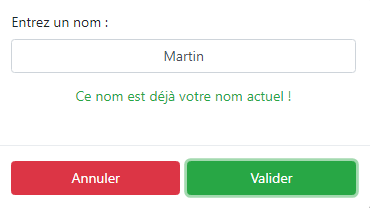 Entrez un nom :
Martin
Ce nom est déjà votre nom actuel !
Annuler
Valider